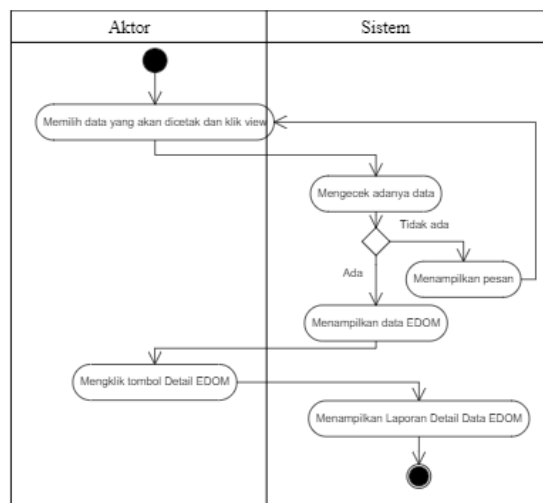 Aktor
Sistem
Memilih data yang akan dicetak dan klik view
Mengecek adanya data
Tidak ada
Ada
Menampilkan pesan
Menampilkan data EDOM
Mengklik tombol Detail EDOM
Menampilkan Laporan Detail Data EDOM